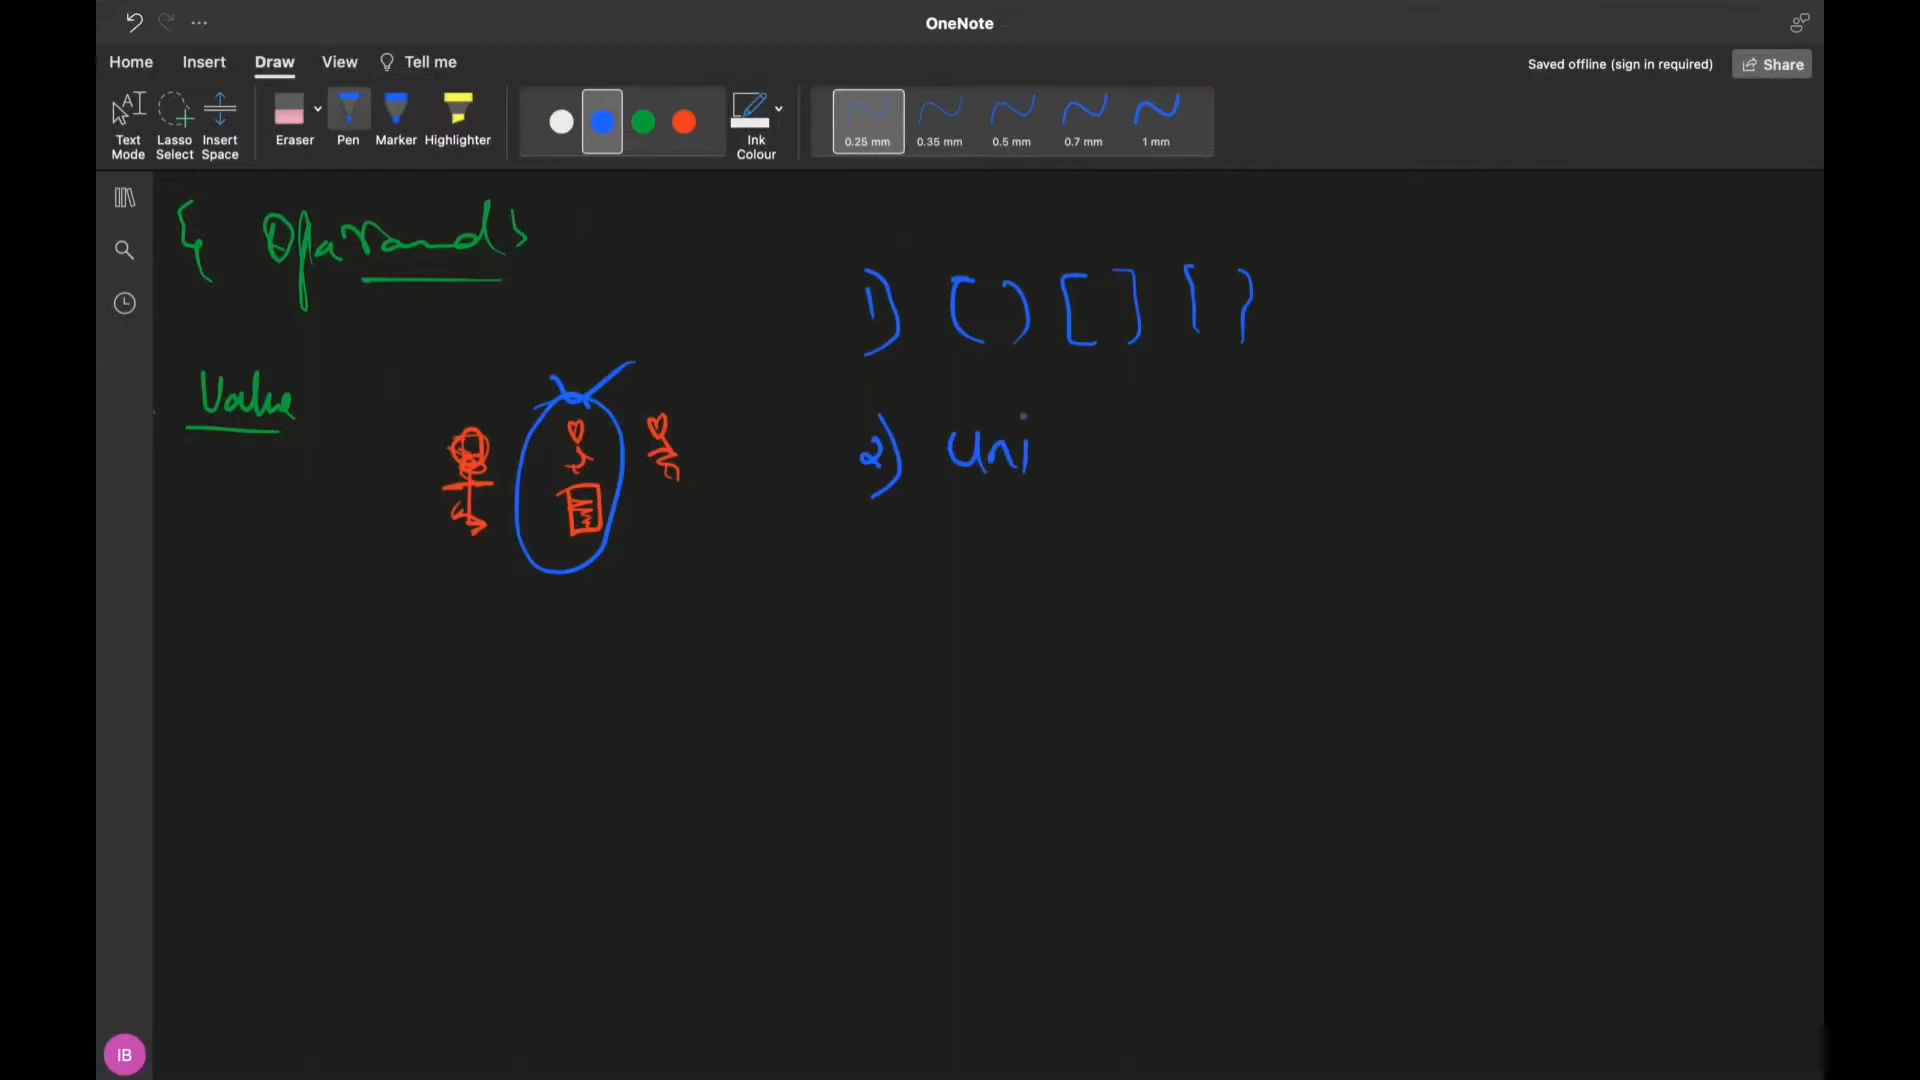 OneNote
Home Insert Draw View Tell me
Saved offline (sign in required) Share
Text Mode
Lasso Select
Insert Space
Eraser
Pen
Marker
Highlighter
Ink Colour
0.25 mm
0.35 mm
0.5 mm
0.7 mm
1 mm
{ Operands
1) ( ) [ ] { }
Value
2) Uni
IB